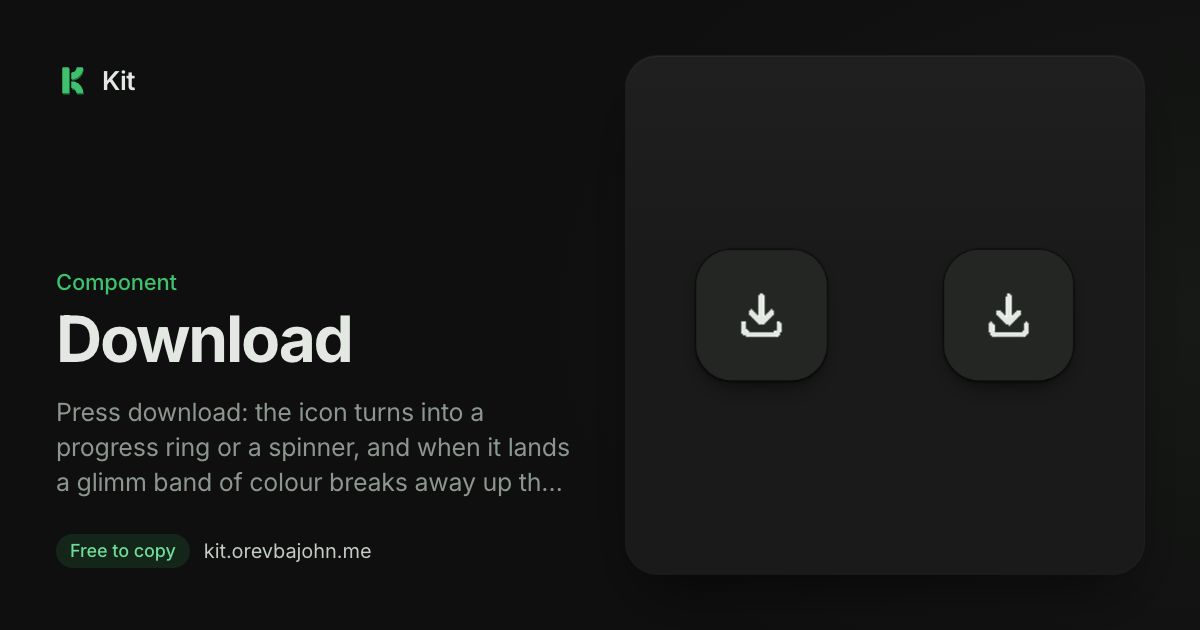 Kit
Component
Download
Press download: the icon turns into a
progress ring or a spinner, and when it lands
a glimm band of colour breaks away up th...
Free to copy
kit.orevbajohn.me